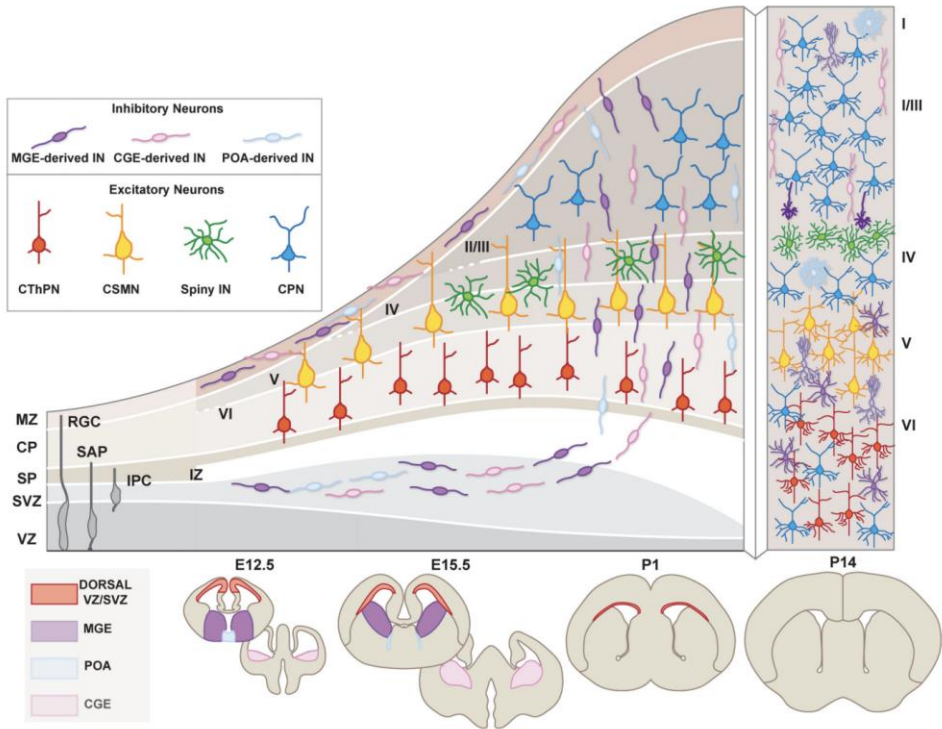 Inhibitory Neurons
MGE-derived IN
CGE-derived IN
POA-derived IN
Excitatory Neurons
CThPN
CSMN
Spiny IN
CPN
II/III
IV
V
VI
MZ
CP
SP
SVZ
VZ
RGC
SAP
IPC
IZ
I
I/III
IV
V
VI
DORSAL
VZ/SVZ
MGE
POA
CGE
E12.5
E15.5
P1
P14